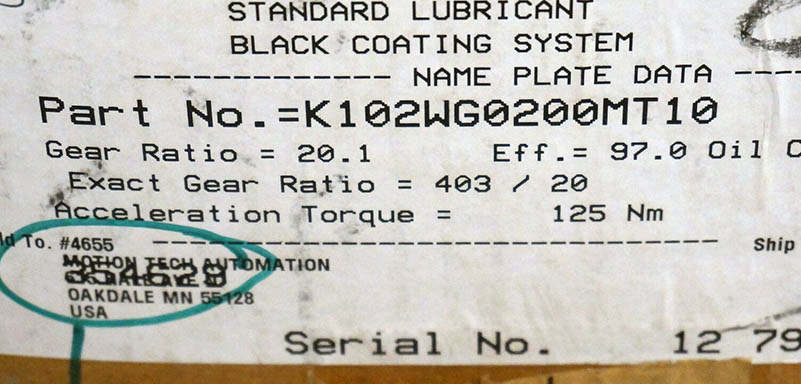 STANDARD LUBRICANT
BLACK COATING SYSTEM
-------------- NAME PLATE DATA ----
Part No.=K102WG0200MT10
Gear Ratio = 20.1 Eff.= 97.0 Oil C
Exact Gear Ratio = 403 / 20
Acceleration Torque = 125 Nm
ld To. #4655 -------------------------------- Ship
MOTION TECH AUTOMATION
354629
OAKDALE MN 55128
USA
Serial No. 12 79